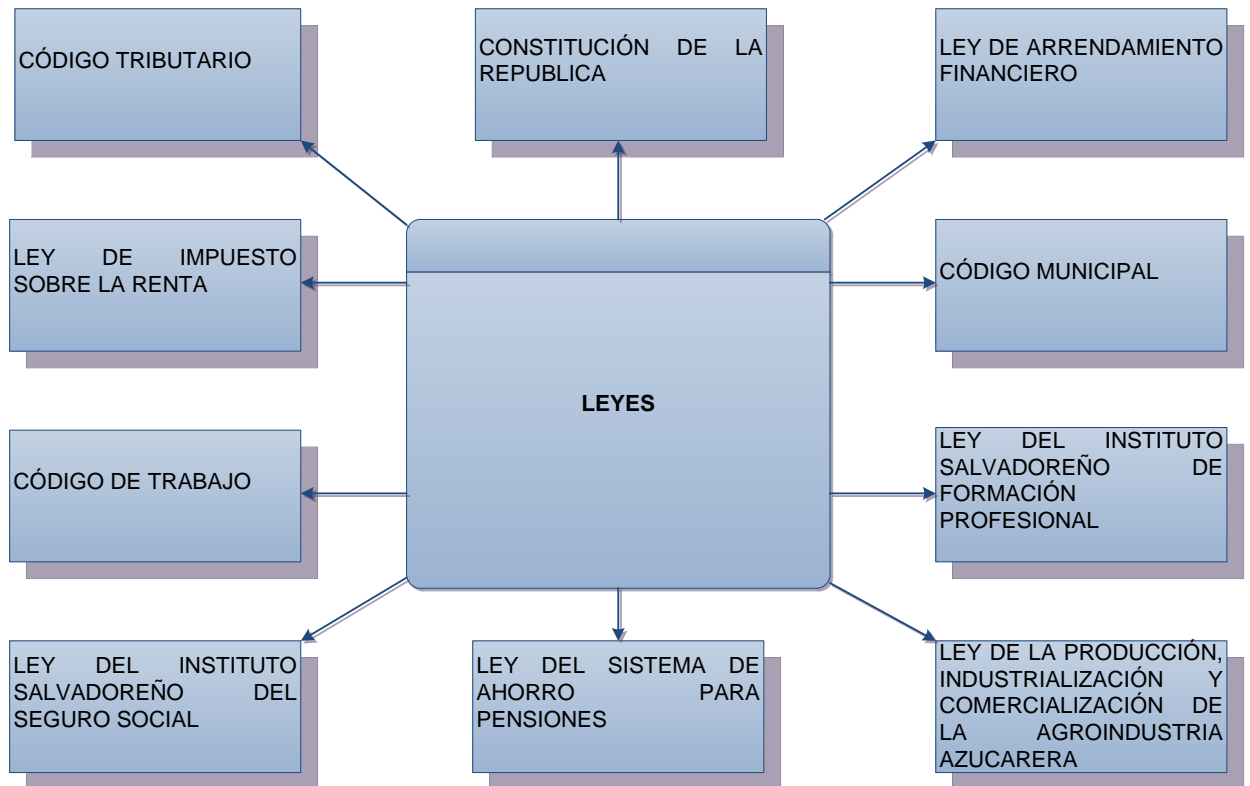 CÓDIGO TRIBUTARIO
CONSTITUCIÓN DE LA
REPUBLICA
LEY DE ARRENDAMIENTO
FINANCIERO
LEY DE IMPUESTO
SOBRE LA RENTA
CÓDIGO MUNICIPAL
LEYES
CÓDIGO DE TRABAJO
LEY DEL INSTITUTO
SALVADOREÑO DE
FORMACIÓN
PROFESIONAL
LEY DEL INSTITUTO
SALVADOREÑO DEL
SEGURO SOCIAL
LEY DEL SISTEMA DE
AHORRO PARA
PENSIONES
LEY DE LA PRODUCCIÓN,
INDUSTRIALIZACIÓN Y
COMERCIALIZACIÓN DE
LA AGROINDUSTRIA
AZUCARERA